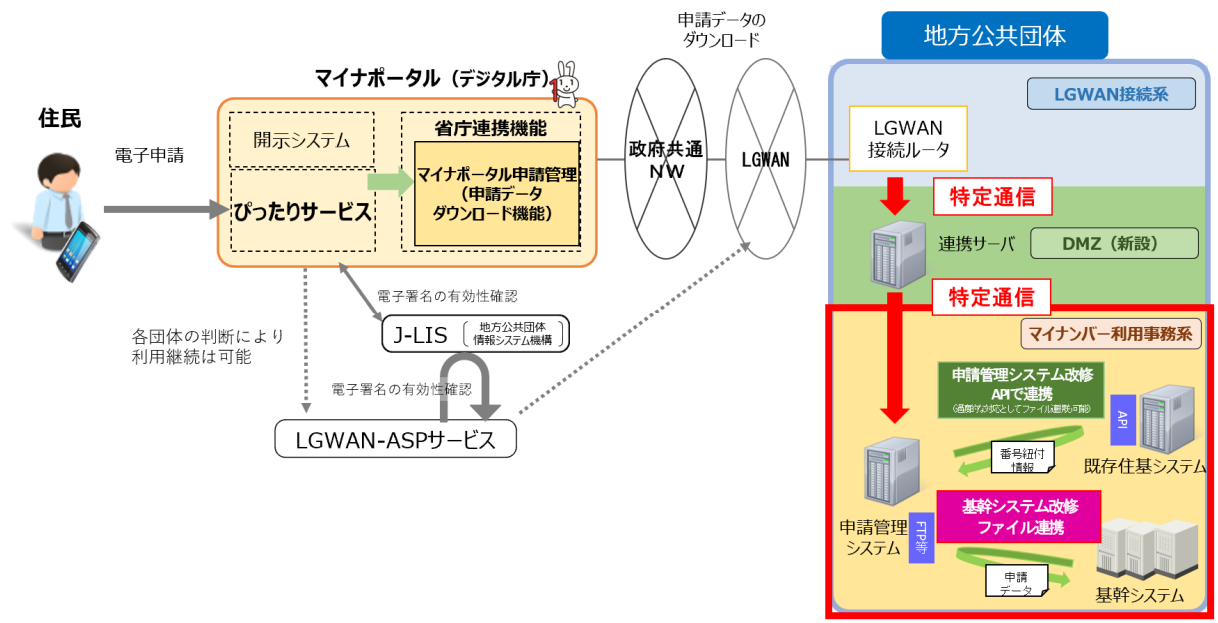 申請データの
ダウンロード
地方公共団体
マイナポータル（デジタル庁）
LGWAN接続系
住民
電子申請
開示システム
省庁連携機能
マイナポータル申請管理
（申請データ
ダウンロード機能）
ぴったりサービス
政府共通
NW
LGWAN
LGWAN
接続ルータ
特定通信
連携サーバ
DMZ（新設）
特定通信
電子署名の有効性確認
各団体の判断により
利用継続は可能
J-LIS
地方公共団体
情報システム機構
マイナンバー利用事務系
電子署名の有効性確認
LGWAN-ASPサービス
申請管理システム改修
APIで連携
API
番号紐付
情報
既存住基システム
申請管理
システム
FTP等
基幹システム改修
ファイル連携
申請
データ
基幹システム